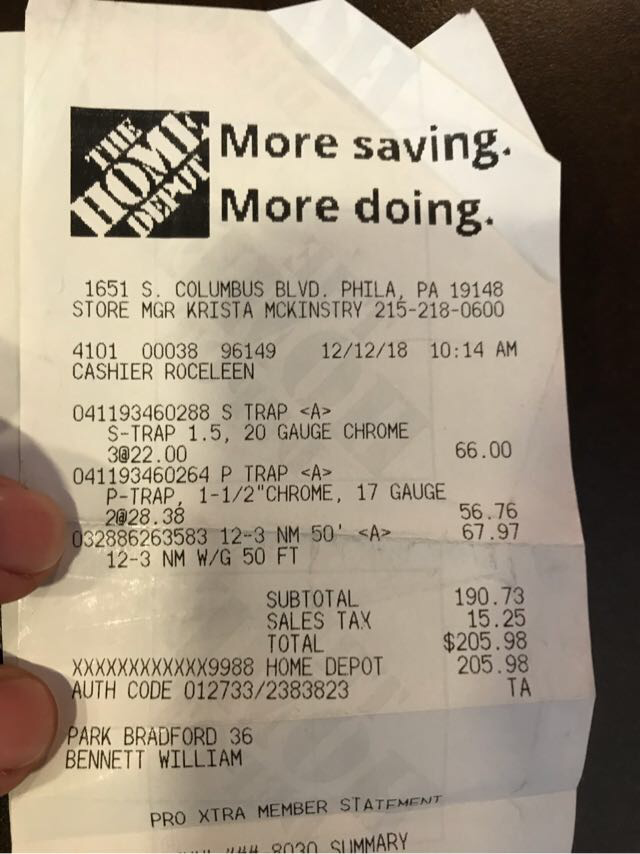 THE HOME DEPOT
More saving.
More doing.
1651 S. COLUMBUS BLVD. PHILA, PA 19148
STORE MGR KRISTA MCKINSTRY 215-218-0600
4101 00038 96149 12/12/18 10:14 AM
CASHIER ROCELEEN
041193460288 S TRAP <A>
S-TRAP 1.5, 20 GAUGE CHROME
3@22.00 66.00
041193460264 P TRAP <A>
P-TRAP, 1-1/2"CHROME, 17 GAUGE
2@28.38 56.76
032886263583 12-3 NM 50' <A> 67.97
12-3 NM W/G 50 FT
SUBTOTAL 190.73
SALES TAX 15.25
TOTAL $205.98
XXXXXXXXXXXX9988 HOME DEPOT 205.98
AUTH CODE 012733/2383823 TA
PARK BRADFORD 36
BENNETT WILLIAM
PRO XTRA MEMBER STATEMENT
### 8030 SUMMARY